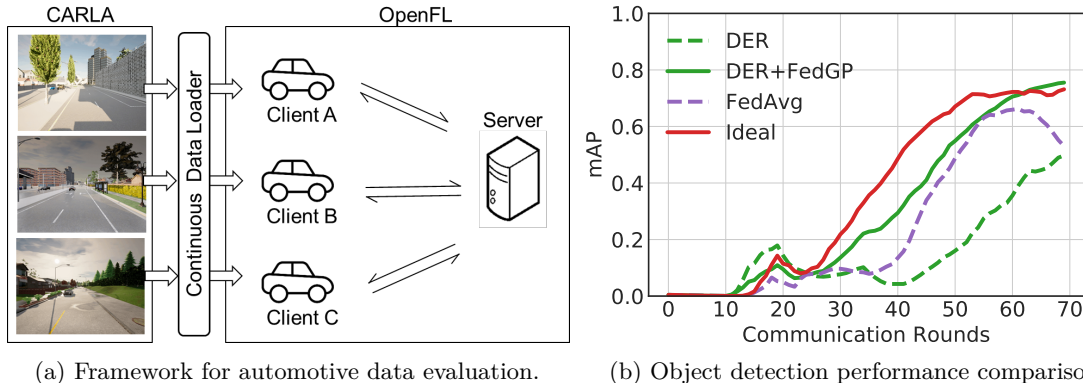 CARLA
OpenFL
Continuous Data Loader
Client A
Client B
Client C
Server
(a) Framework for automotive data evaluation.
mAP
1.0
0.8
0.6
0.4
0.2
0.0
DER
DER+FedGP
FedAvg
Ideal
0 10 20 30 40 50 60 70
Communication Rounds
(b) Object detection performance compariso